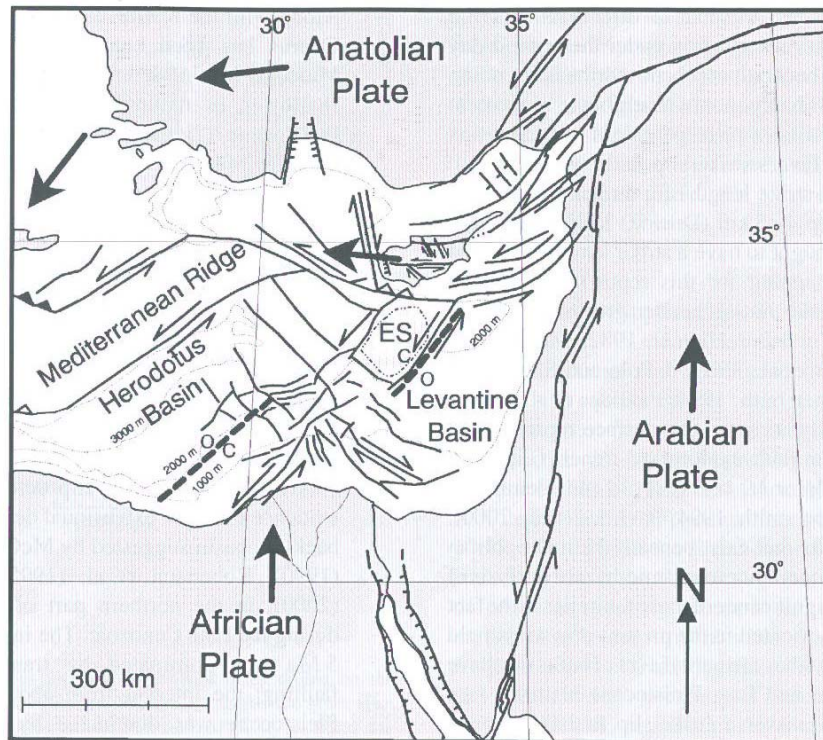 30°
35°
Anatolian
Plate
35°
Mediterranean Ridge
ES
C
O
2000 m
Herodotus
Basin
3000 m
2000 m
O
C
1000 m
Levantine
Basin
Arabian
Plate
30°
N
Africian
Plate
300 km